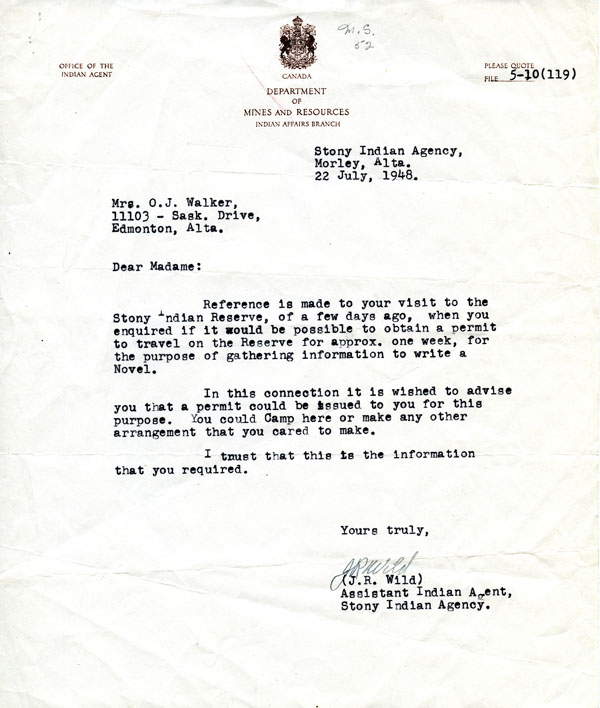 M.S.
52
OFFICE OF THE
INDIAN AGENT
CANADA
DEPARTMENT
OF
MINES AND RESOURCES
INDIAN AFFAIRS BRANCH
PLEASE QUOTE
FILE 5-10(119)
Stony Indian Agency,
Morley, Alta.
22 July, 1948.
Mrs. O.J. Walker,
11103 - Sask. Drive,
Edmonton, Alta.
Dear Madame:
Reference is made to your visit to the
Stony Indian Reserve, of a few days ago, when you
enquired if it would be possible to obtain a permit
to travel on the Reserve for approx. one week, for
the purpose of gathering information to write a
Novel.
In this connection it is wished to advise
you that a permit could be issued to you for this
purpose. You could Camp here or make any other
arrangement that you cared to make.
I trust that this is the information
that you required.
Yours truly,
JRWild
(J.R. Wild)
Assistant Indian Agent,
Stony Indian Agency.